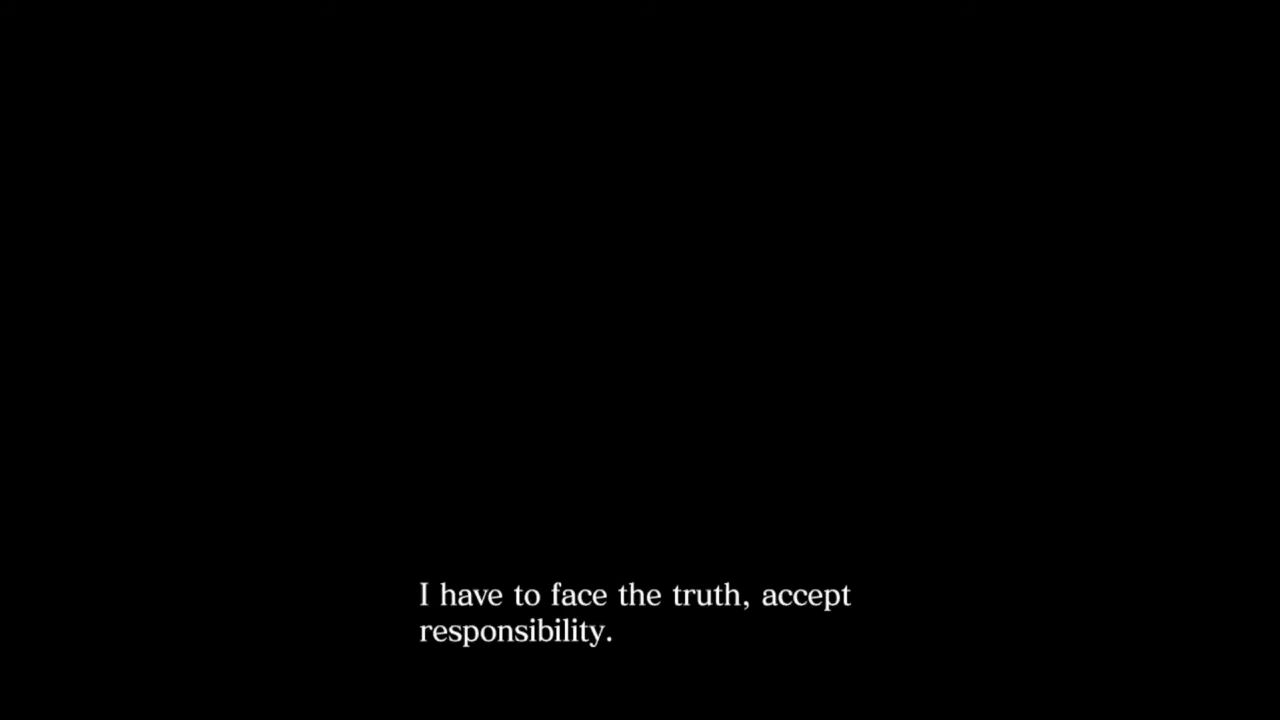 I have to face the truth, accept
responsibility.